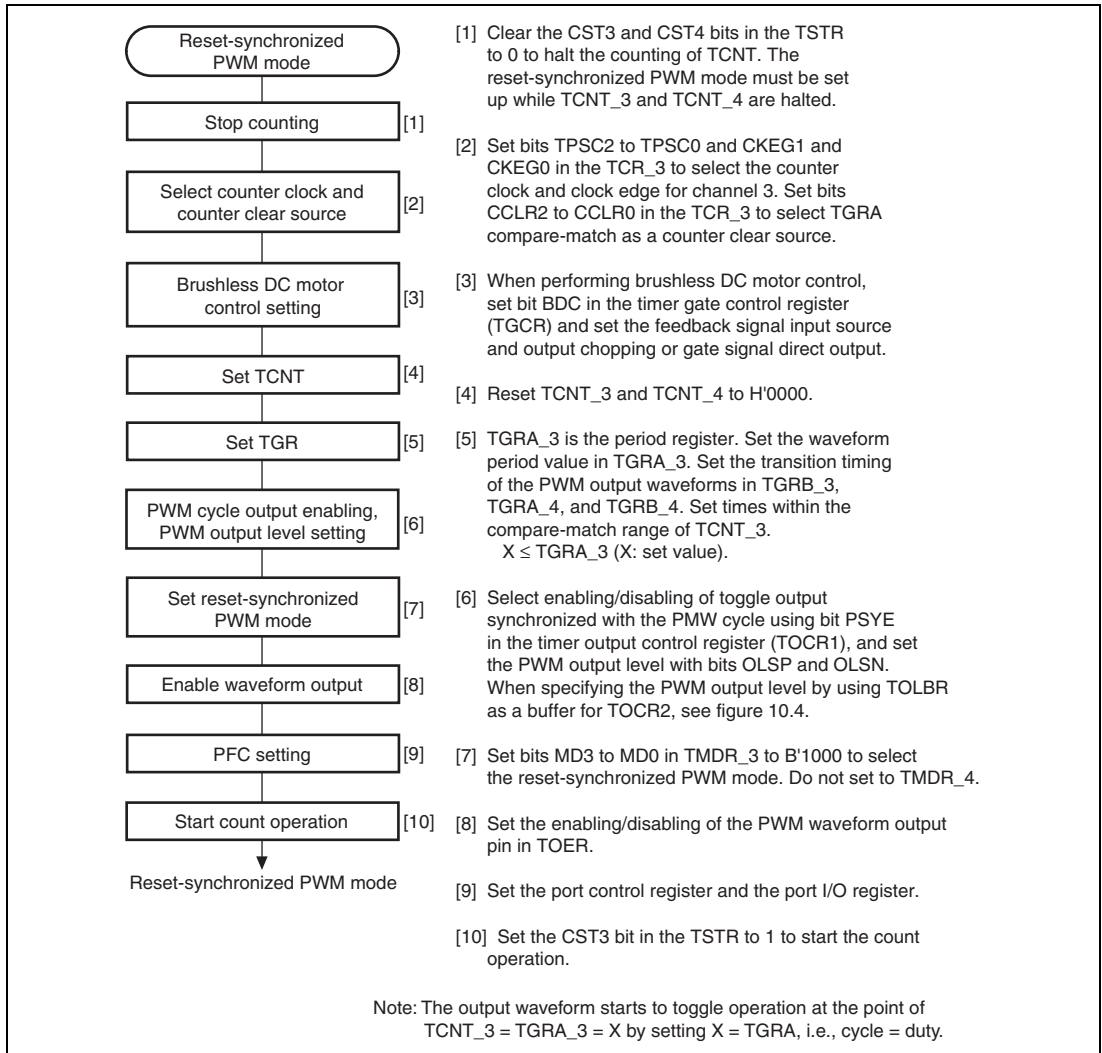 Reset-synchronized
PWM mode
Stop counting
[1]
Select counter clock and
counter clear source
[2]
Brushless DC motor
control setting
[3]
Set TCNT
[4]
Set TGR
[5]
PWM cycle output enabling,
PWM output level setting
[6]
Set reset-synchronized
PWM mode
[7]
Enable waveform output
[8]
PFC setting
[9]
Start count operation
[10]
Reset-synchronized PWM mode
[1] Clear the CST3 and CST4 bits in the TSTR
to 0 to halt the counting of TCNT. The
reset-synchronized PWM mode must be set
up while TCNT_3 and TCNT_4 are halted.
[2] Set bits TPSC2 to TPSC0 and CKEG1 and
CKEG0 in the TCR_3 to select the counter
clock and clock edge for channel 3. Set bits
CCLR2 to CCLR0 in the TCR_3 to select TGRA
compare-match as a counter clear source.
[3] When performing brushless DC motor control,
set bit BDC in the timer gate control register
(TGCR) and set the feedback signal input source
and output chopping or gate signal direct output.
[4] Reset TCNT_3 and TCNT_4 to H'0000.
[5] TGRA_3 is the period register. Set the waveform
period value in TGRA_3. Set the transition timing
of the PWM output waveforms in TGRB_3,
TGRA_4, and TGRB_4. Set times within the
compare-match range of TCNT_3.
X ≤ TGRA_3 (X: set value).
[6] Select enabling/disabling of toggle output
synchronized with the PMW cycle using bit PSYE
in the timer output control register (TOCR1), and set
the PWM output level with bits OLSP and OLSN.
When specifying the PWM output level by using TOLBR
as a buffer for TOCR2, see figure 10.4.
[7] Set bits MD3 to MD0 in TMDR_3 to B'1000 to select
the reset-synchronized PWM mode. Do not set to TMDR_4.
[8] Set the enabling/disabling of the PWM waveform output
pin in TOER.
[9] Set the port control register and the port I/O register.
[10] Set the CST3 bit in the TSTR to 1 to start the count
operation.
Note: The output waveform starts to toggle operation at the point of
TCNT_3 = TGRA_3 = X by setting X = TGRA, i.e., cycle = duty.